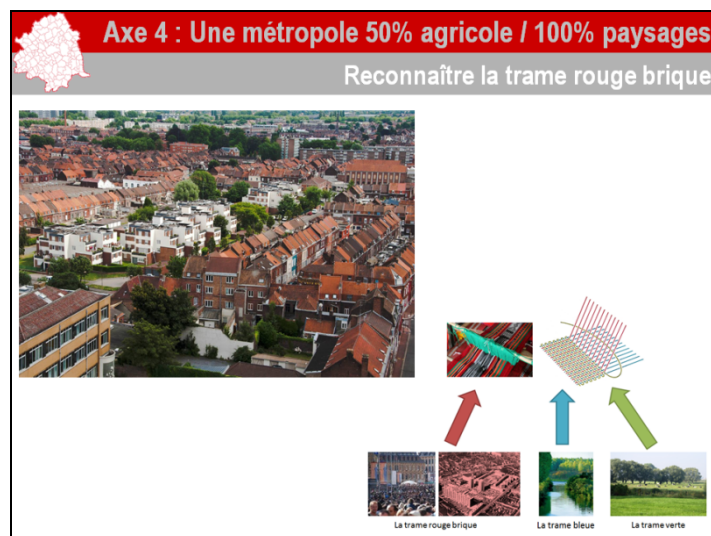 Axe 4 : Une métropole 50% agricole / 100% paysages
Reconnaître la trame rouge brique
La trame rouge brique
La trame bleue
La trame verte